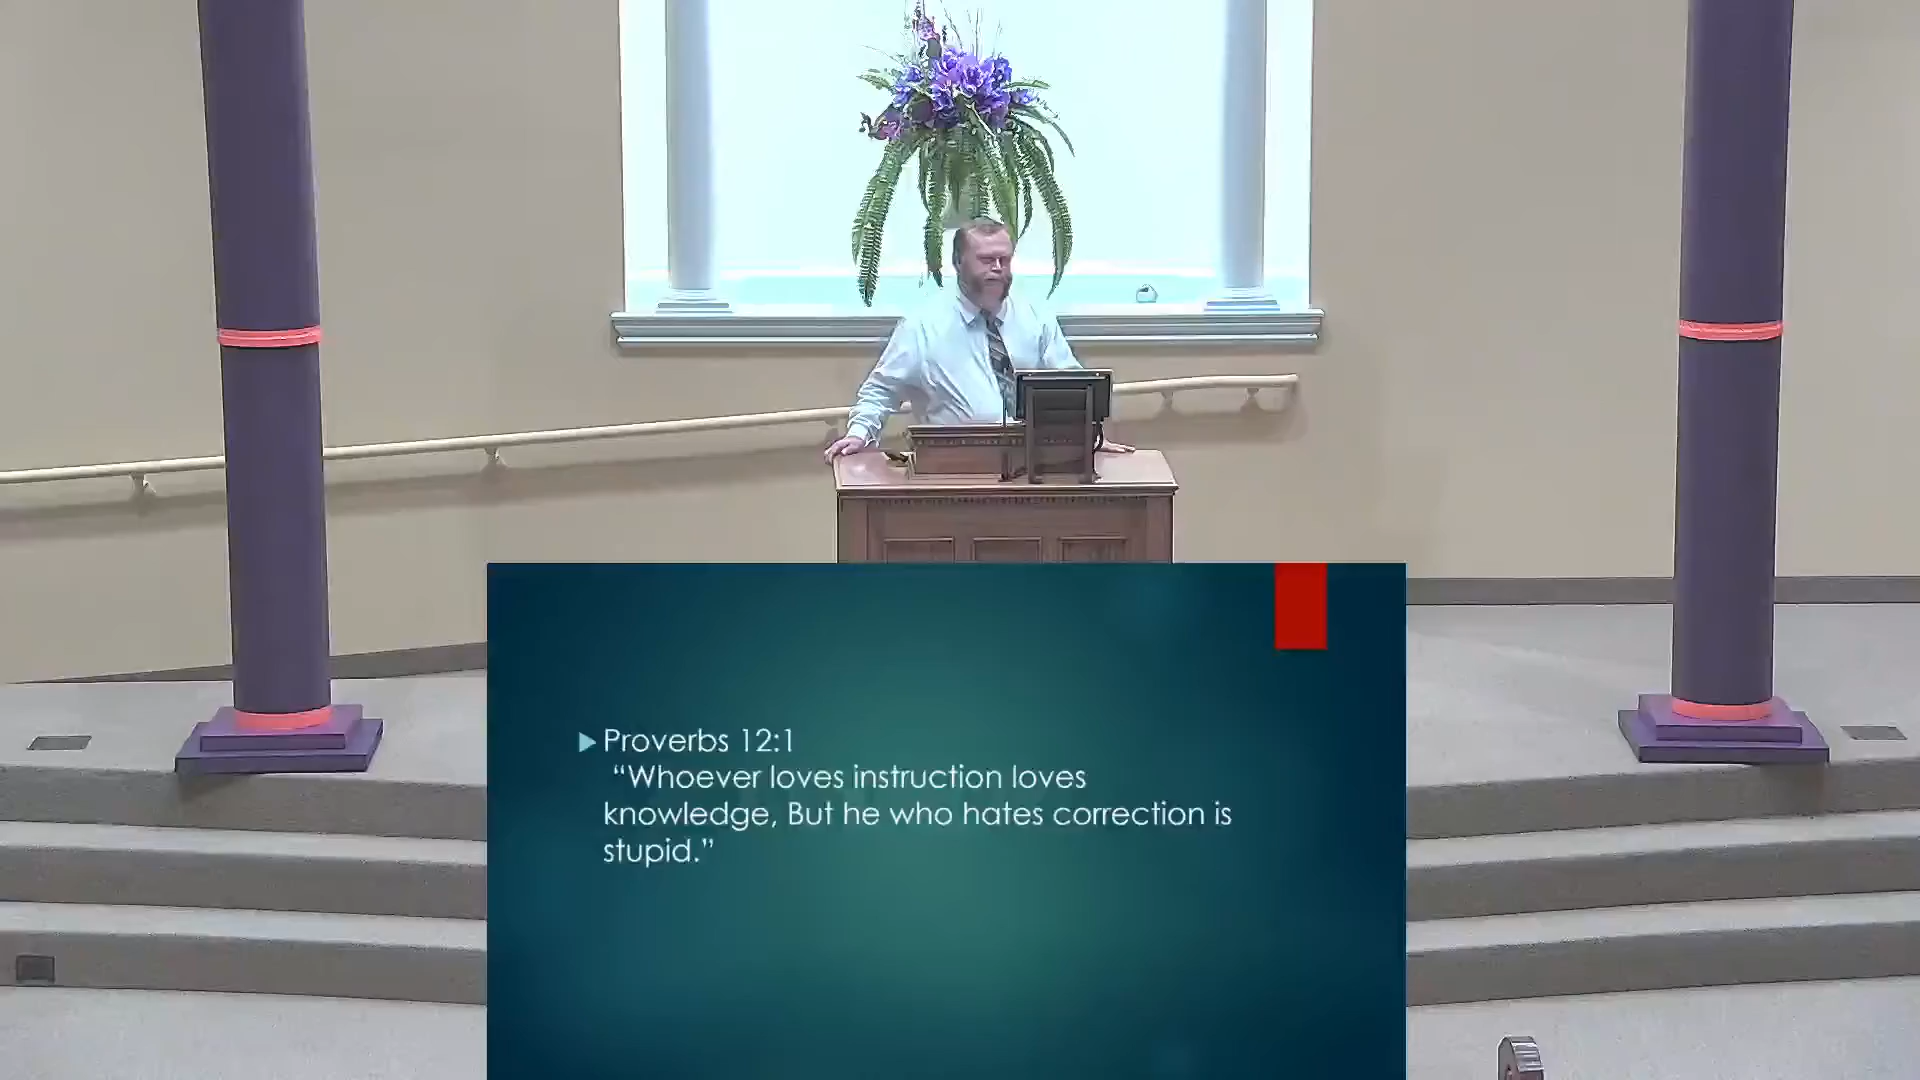 Proverbs 12:1
“Whoever loves instruction loves
knowledge, But he who hates correction is
stupid.”